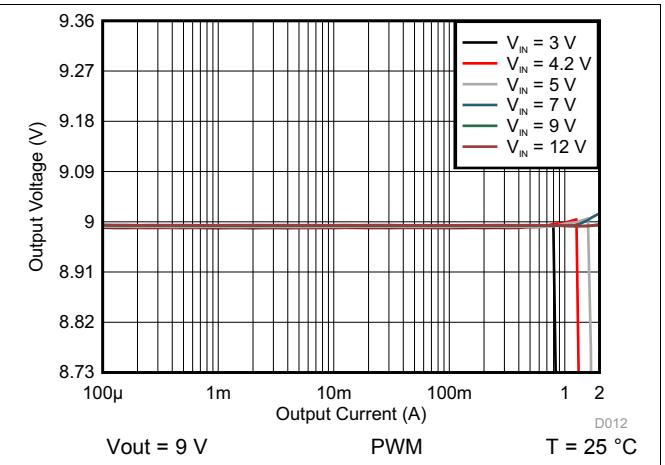 9.36
9.27
9.18
9.09
9
8.91
8.82
8.73
Output Voltage (V)
V_IN = 3 V
V_IN = 4.2 V
V_IN = 5 V
V_IN = 7 V
V_IN = 9 V
V_IN = 12 V
100µ 1m 10m 100m 1 2
Output Current (A)
D012
Vout = 9 V PWM T = 25 °C